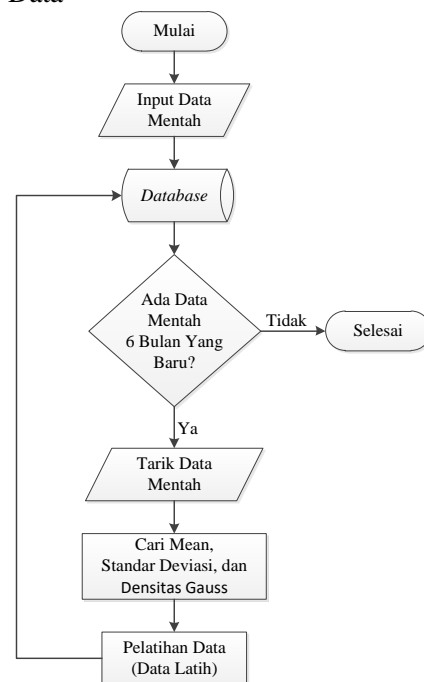 Data
Mulai
Input Data
Mentah
Database
Ada Data
Mentah
6 Bulan Yang
Baru?
Tidak
Selesai
Ya
Tarik Data
Mentah
Cari Mean,
Standar Deviasi, dan
Densitas Gauss
Pelatihan Data
(Data Latih)